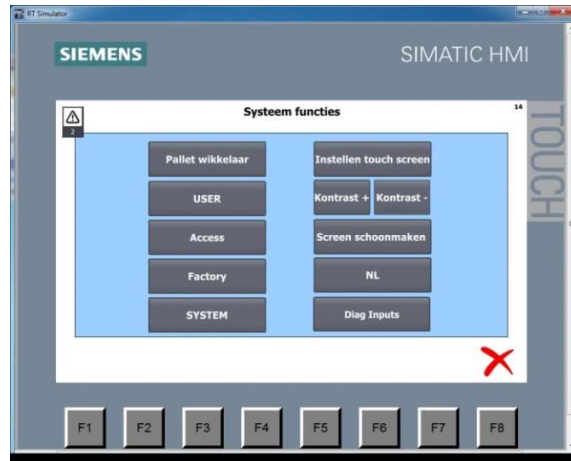 RT Simulator
SIEMENS
SIMATIC HMI
TOUCH
2
Systeem functies
14
Pallet wikkelaar
Instellen touch screen
USER
Kontrast + Kontrast -
Access
Screen schoonmaken
Factory
NL
SYSTEM
Diag Inputs
F1 F2 F3 F4 F5 F6 F7 F8